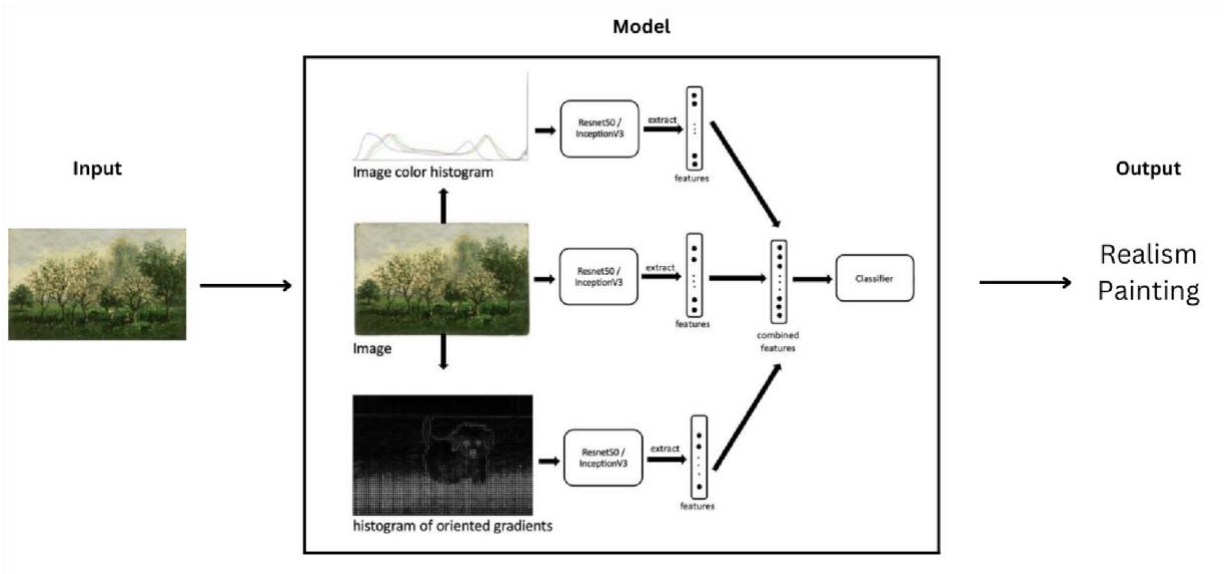 Model
Input
Image color histogram
Resnet50 /
InceptionV3
extract
features
Image
Resnet50 /
InceptionV3
extract
features
combined
features
Classifier
histogram of oriented gradients
Resnet50 /
InceptionV3
extract
features
Output
Realism
Painting